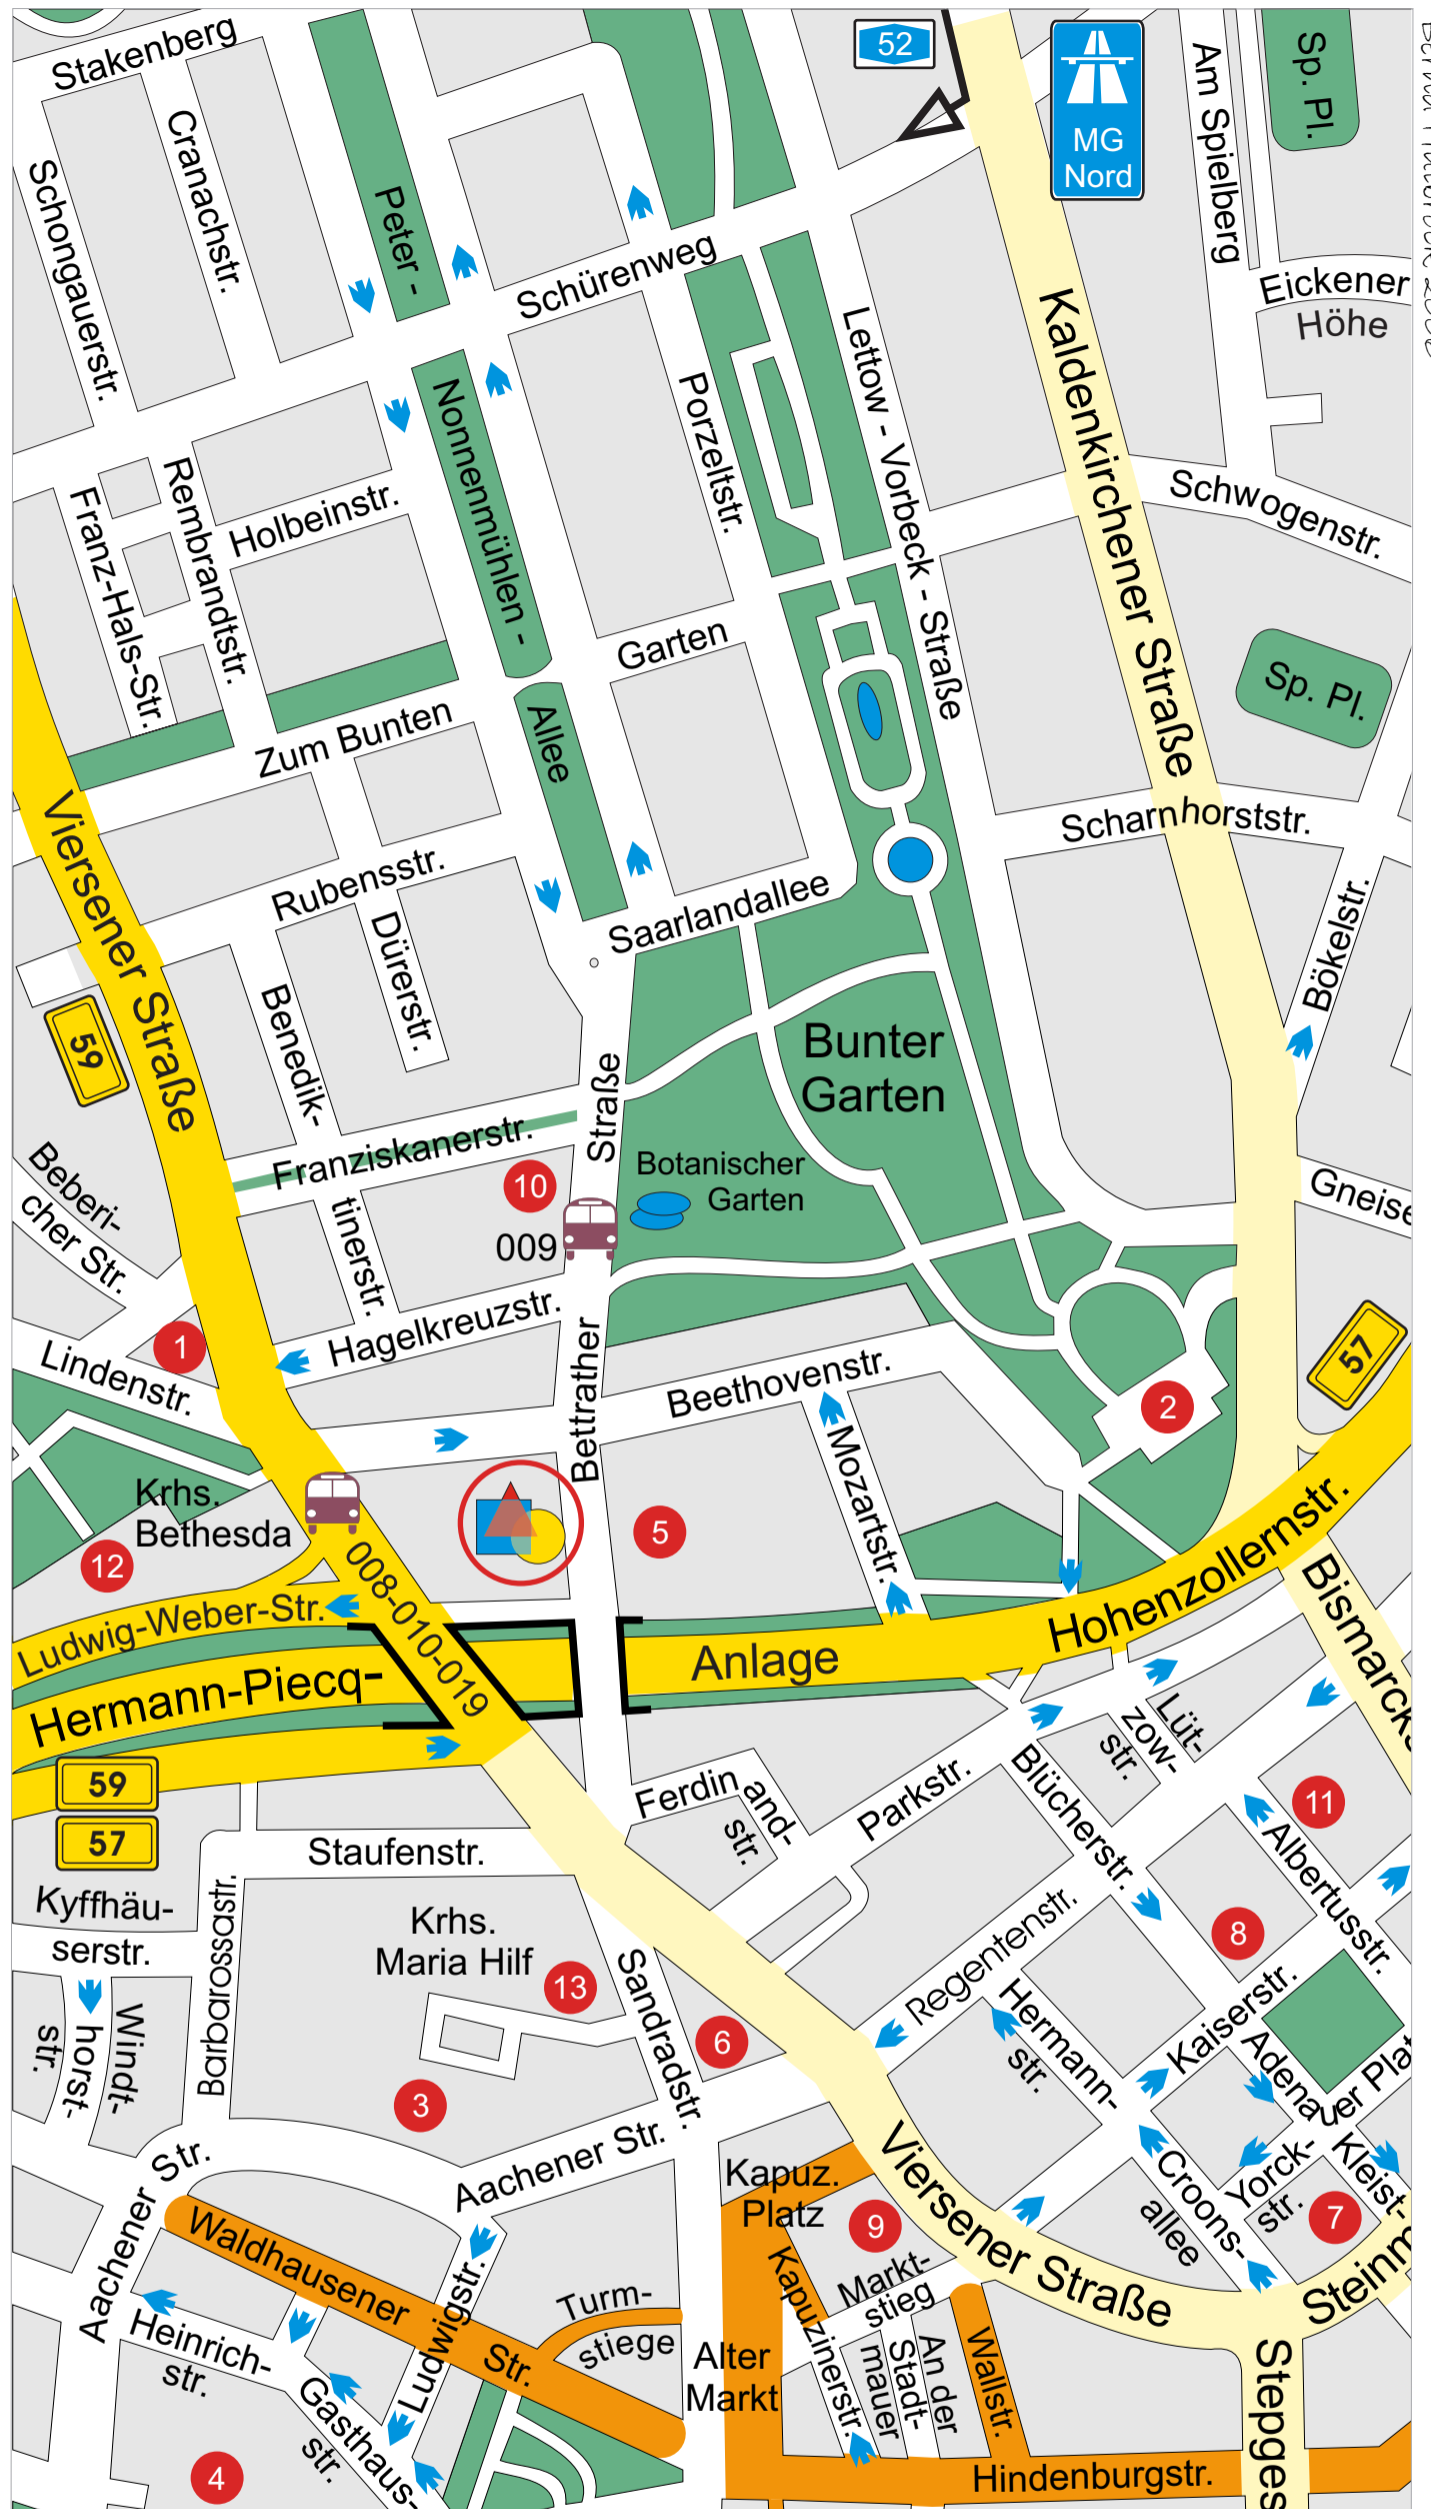 Stakenberg
Cranachstr.
Schongauerstr.
Peter -
52
MG
Nord
Am Spielberg
Sp. Pl.
Eickener
Höhe
Schürenweg
Kaldenkirchener Straße
Lettow - Vorbeck - Straße
Porzeltstr.
Nonnenmühlen -
Allee
Franz-Hals-Str.
Rembrandtstr.
Holbeinstr.
Schwogenstr.
Garten
Zum Bunten
Sp. Pl.
Viersener Straße
Scharnhorststr.
Rubensstr.
Dürerstr.
Saarlandallee
Bökelstr.
59
Benedik-
tinerstr.
Bunter
Garten
Straße
Beberi-
cher Str.
Franziskanerstr.
Botanischer
Garten
10
009
Hagelkreuzstr.
1
Lindenstr.
Bettrather
Beethovenstr.
57
2
Mozartstr.
Krhs.
Bethesda
12
5
008-010-019
Ludwig-Weber-Str.
Hermann-Piecq-
Anlage
Hohenzollernstr.
59
57
Lüt-
zow-
str.
Blücherstr.
Ferdin
and-
str.
Parkstr.
11
Albertusstr.
Staufenstr.
Kyffhäu-
serstr.
Barbarossastr.
Krhs.
Maria Hilf
13
Sandradstr.
Regentenstr.
8
Windt-
horst-
str.
Hermann-
str.
Kaiserstr.
6
3
Aachener Str.
Aachener Str.
Kapuz.
Platz
9
Viersener Straße
Croons-
allee
Yorck-
str.
Kleist-
7
Waldhausener
Str.
Ludwigstr.
Turm-
stiege
Kapuzinerstr.
Markt-
stieg
Heinrich-
str.
Gasthaus-
str.
Alter
Markt
An der
Stadt-
mauer
Wallstr.
4
Hindenburgstr.